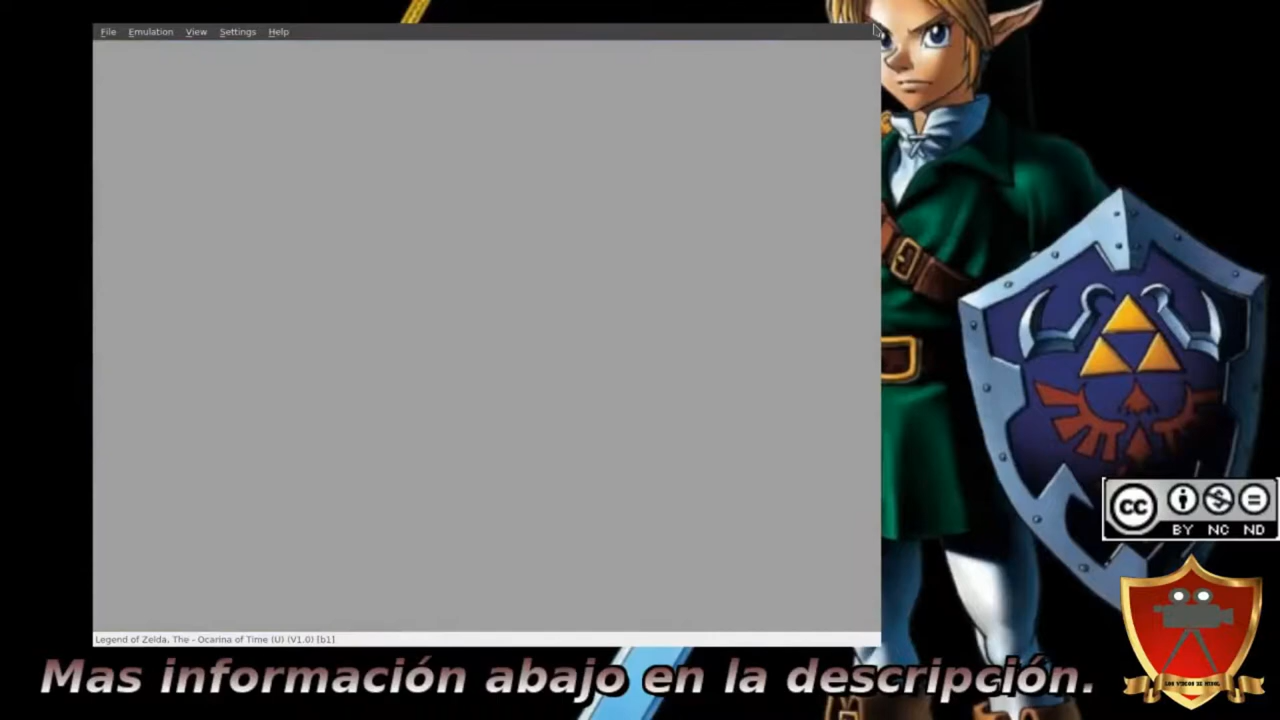 File Emulation View Settings Help
Legend of Zelda, The - Ocarina of Time (U) (V1.0) [b1]
CC
BY NC ND
Mas información abajo en la descripción.